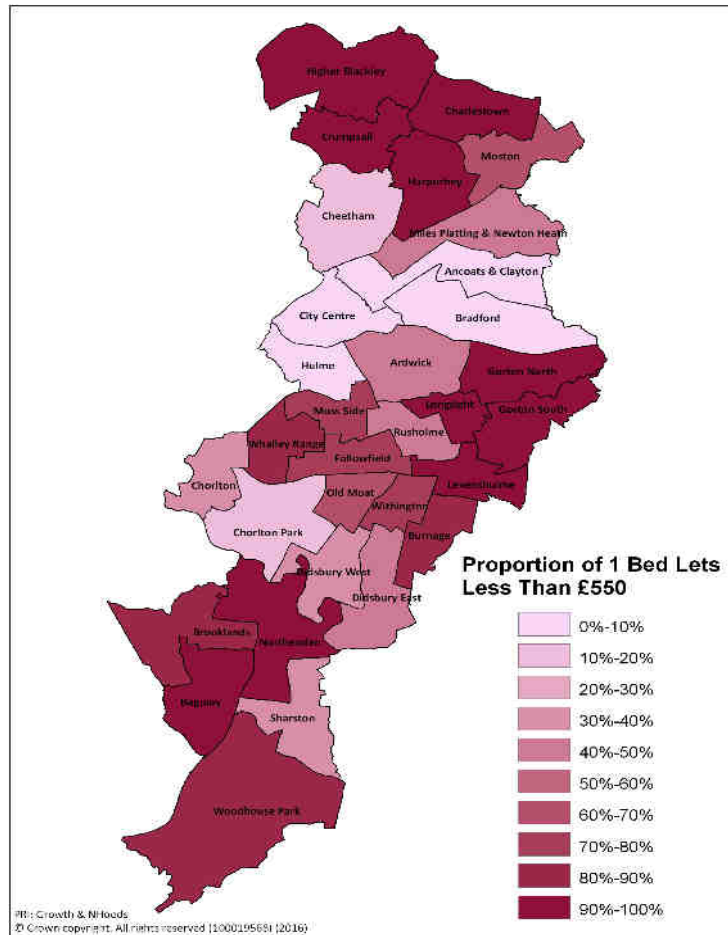 Higher Blackley
Charlestown
Crumpsall
Moston
Harpurhey
Cheetham
Miles Platting & Newton Heath
Ancoats & Clayton
City Centre
Bradford
Hulme
Ardwick
Gorton North
Moss Side
Longsight
Gorton South
Rusholme
Whalley Range
Fallowfield
Chorlton
Levenshulme
Old Moat
Withington
Chorlton Park
Burnage
Didsbury West
Didsbury East
Brooklands
Northenden
Baguley
Sharston
Woodhouse Park
Proportion of 1 Bed Lets
Less Than £550
0%-10%
10%-20%
20%-30%
30%-40%
40%-50%
50%-60%
60%-70%
70%-80%
80%-90%
90%-100%
PRI: Growth & NHoods
© Crown copyright. All rights reserved (100019568) (2016)